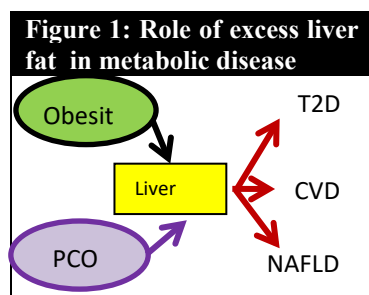 Figure 1: Role of excess liver
fat in metabolic disease
T2D
Obesit
Liver
CVD
PCO
NAFLD